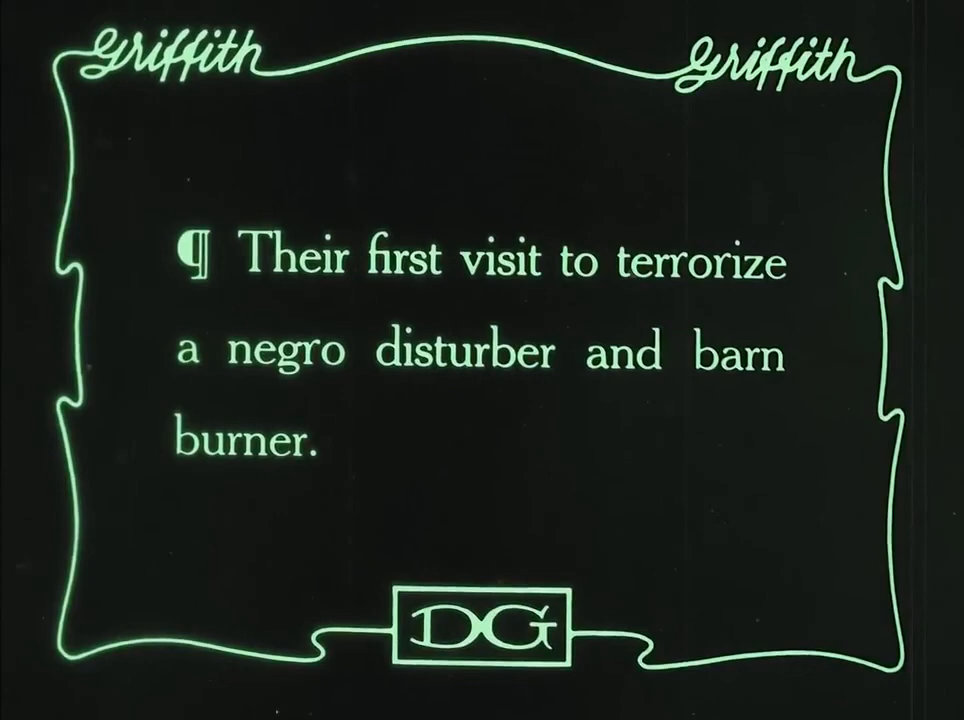 Griffith Griffith
¶ Their first visit to terrorize
a negro disturber and barn
burner.
DG